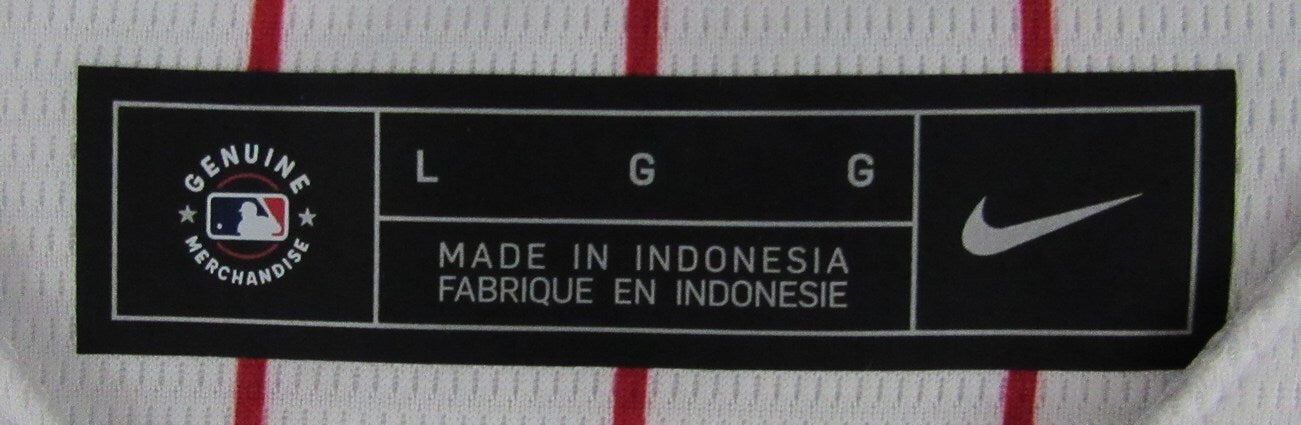 GENUINE
MERCHANDISE
L G G
MADE IN INDONESIA
FABRIQUE EN INDONESIE